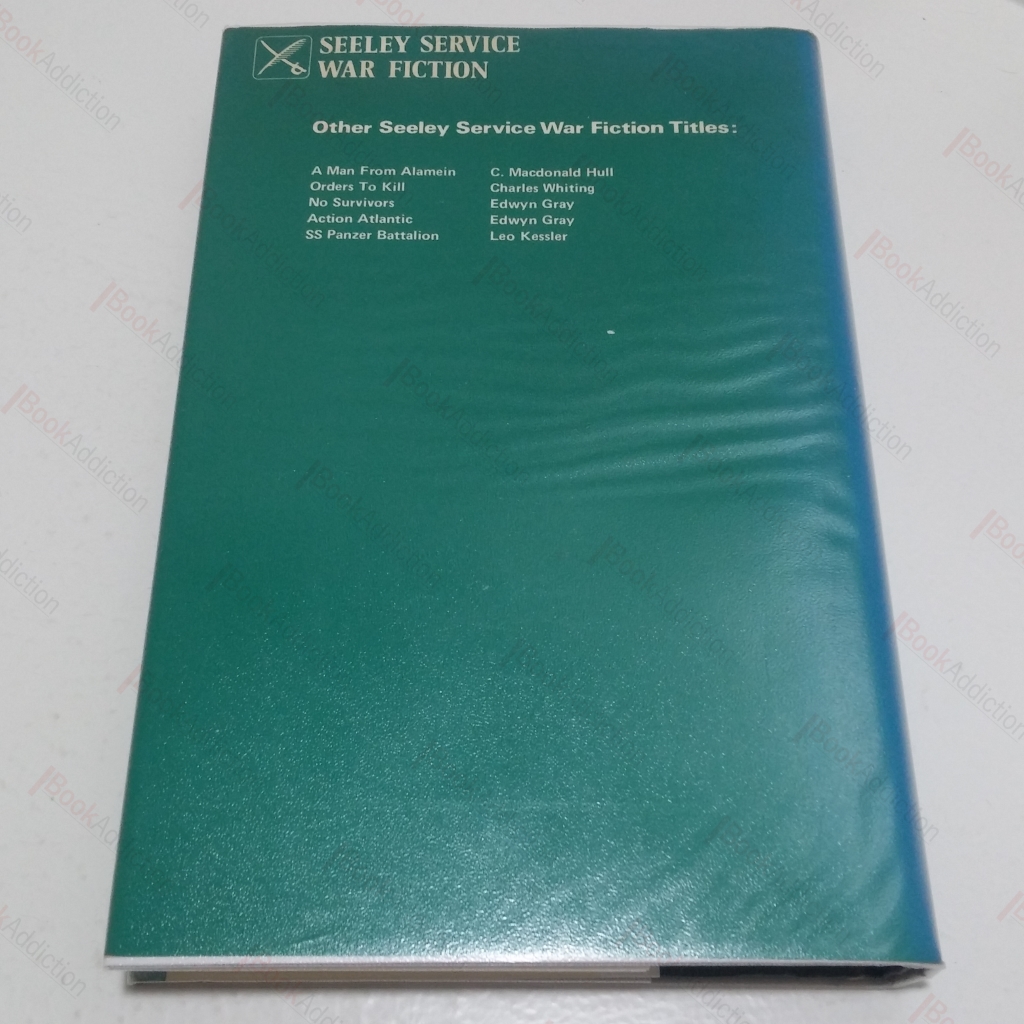 SEELEY SERVICE
WAR FICTION
Other Seeley Service War Fiction Titles:
A Man From Alamein C. Macdonald Hull
Orders To Kill Charles Whiting
No Survivors Edwyn Gray
Action Atlantic Edwyn Gray
SS Panzer Battalion Leo Kessler
BookAddiction